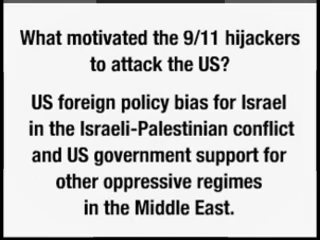 What motivated the 9/11 hijackers
to attack the US?
US foreign policy bias for Israel
in the Israeli-Palestinian conflict
and US government support for
other oppressive regimes
in the Middle East.